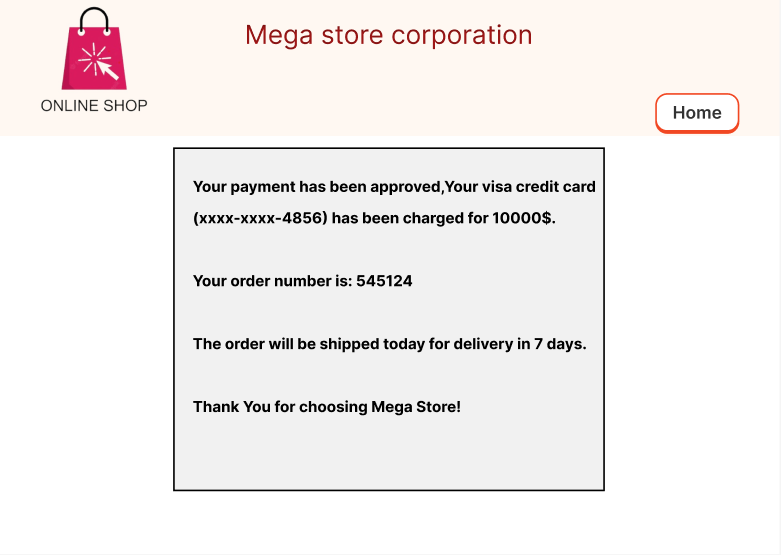 Mega store corporation
ONLINE SHOP
Home
Your payment has been approved,Your visa credit card
(xxxx-xxxx-4856) has been charged for 10000$.
Your order number is: 545124
The order will be shipped today for delivery in 7 days.
Thank You for choosing Mega Store!